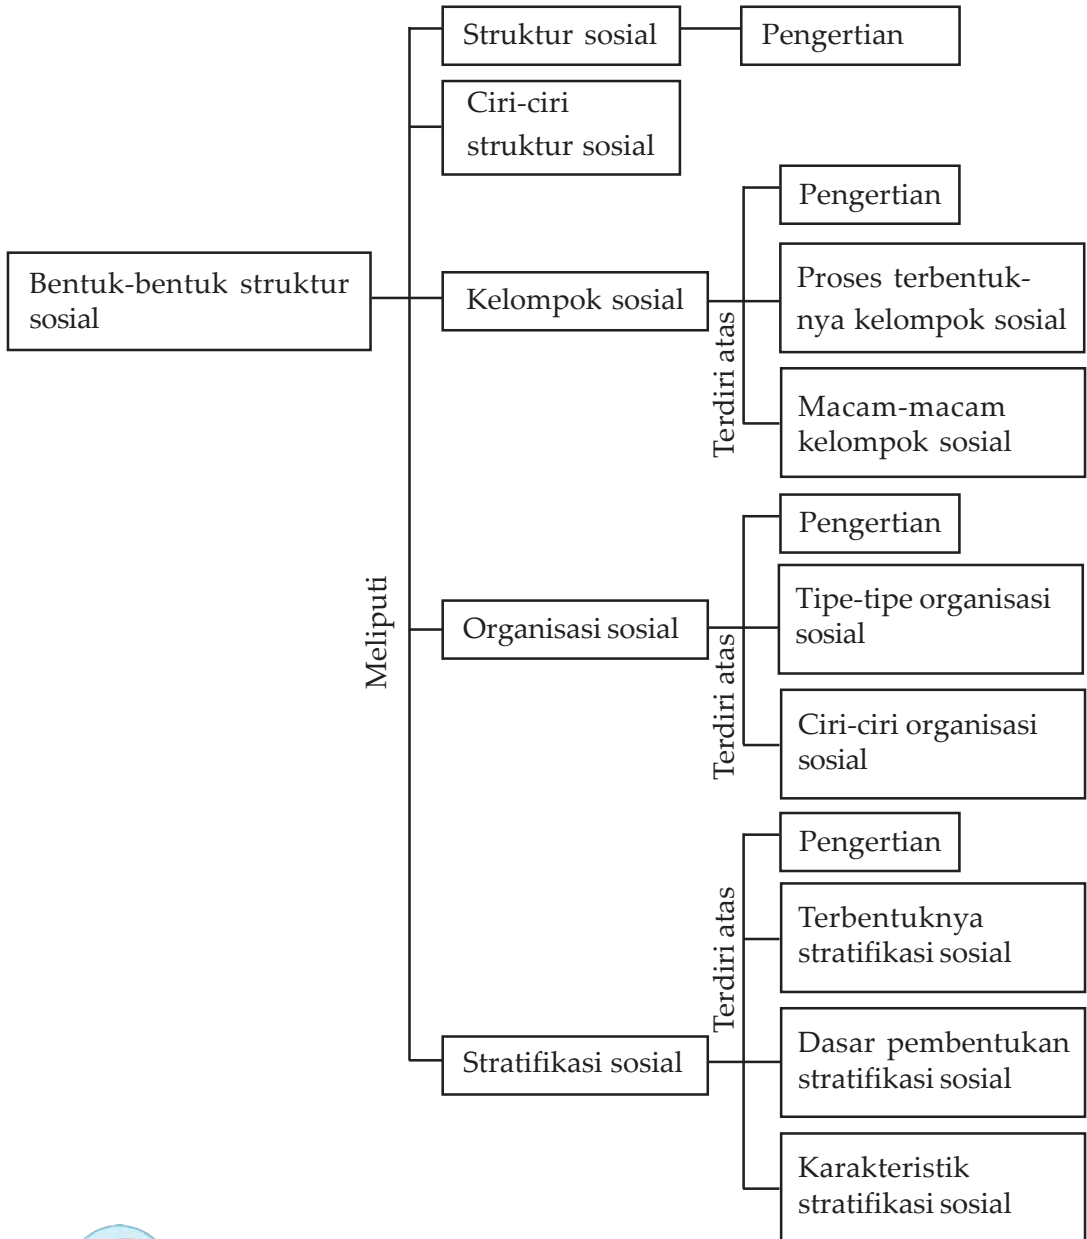 Struktur sosial
Pengertian
Ciri-ciri
struktur sosial
Bentuk-bentuk struktur
sosial
Meliputi
Kelompok sosial
Terdiri atas
Pengertian
Proses terbentuk-
nya kelompok sosial
Macam-macam
kelompok sosial
Organisasi sosial
Terdiri atas
Pengertian
Tipe-tipe organisasi
sosial
Ciri-ciri organisasi
sosial
Stratifikasi sosial
Terdiri atas
Pengertian
Terbentuknya
stratifikasi sosial
Dasar pembentukan
stratifikasi sosial
Karakteristik
stratifikasi sosial